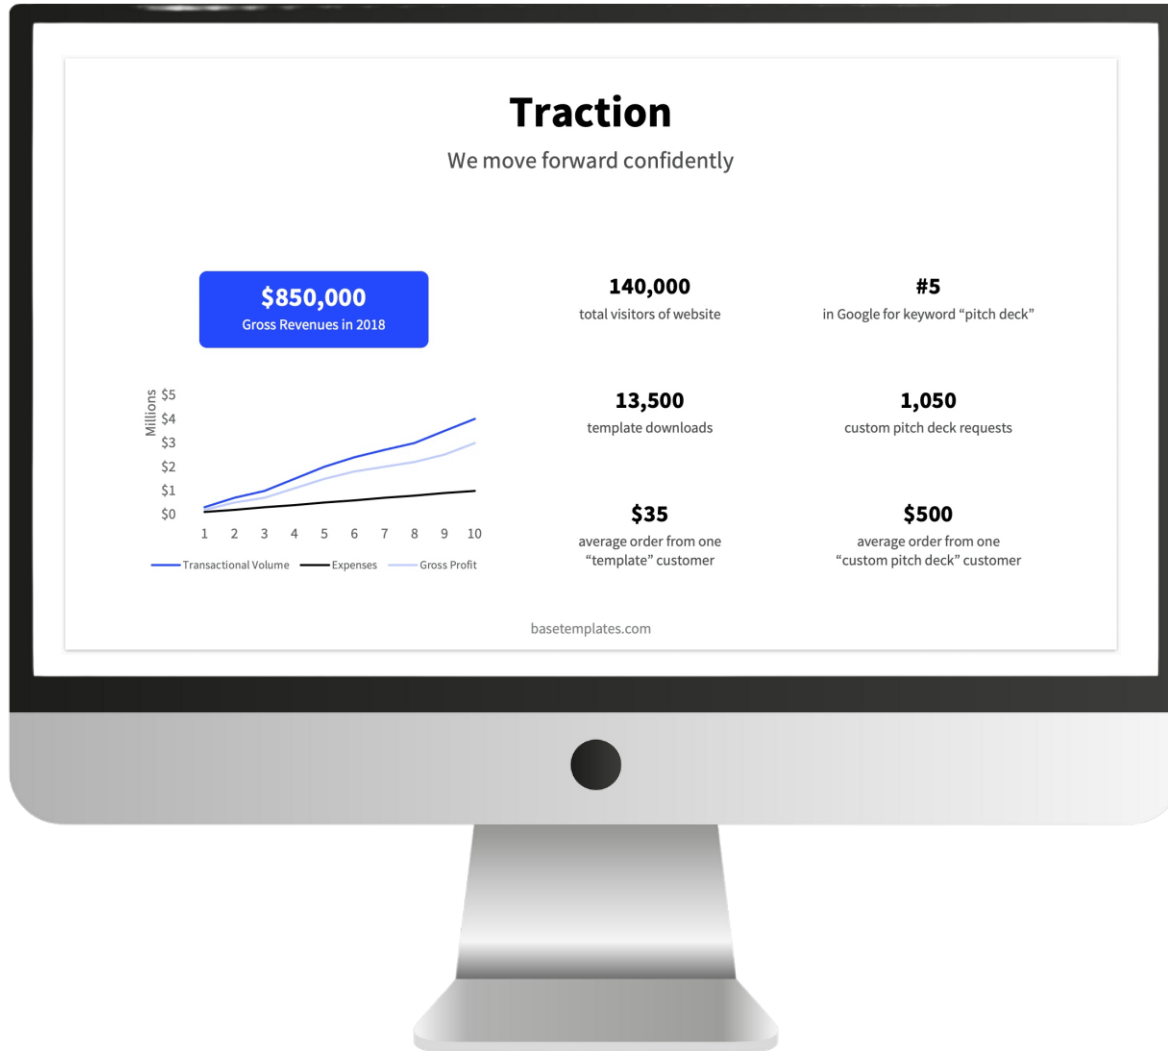 Traction
We move forward confidently
$850,000
Gross Revenues in 2018
Millions
$5
$4
$3
$2
$1
$0
1 2 3 4 5 6 7 8 9 10
Transactional Volume Expenses Gross Profit
140,000
total visitors of website
#5
in Google for keyword “pitch deck”
13,500
template downloads
1,050
custom pitch deck requests
$35
average order from one
“template” customer
$500
average order from one
“custom pitch deck” customer
basetemplates.com